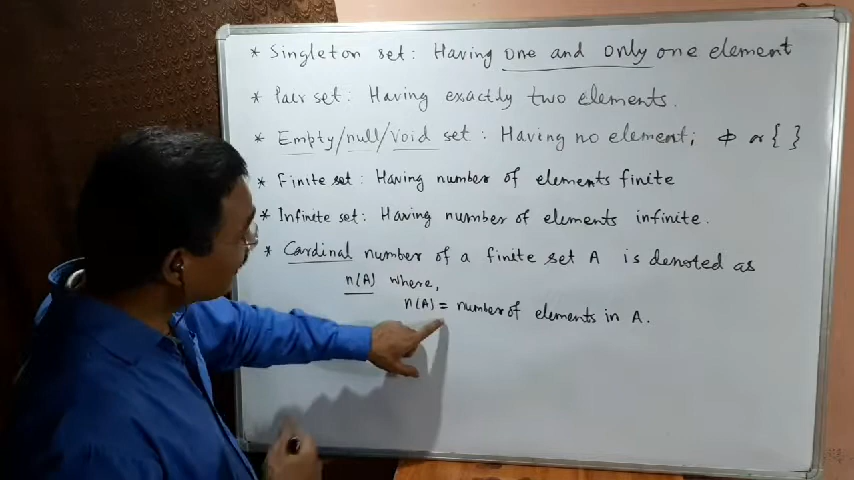 * Singleton set: Having one and only one element
* Pair set: Having exactly two elements.
* Empty/null/void set: Having no element; ϕ or { }
* Finite set: Having number of elements finite
* Infinite set: Having number of elements infinite.
* Cardinal number of a finite set A is denoted as
n(A) where,
n(A) = number of elements in A.